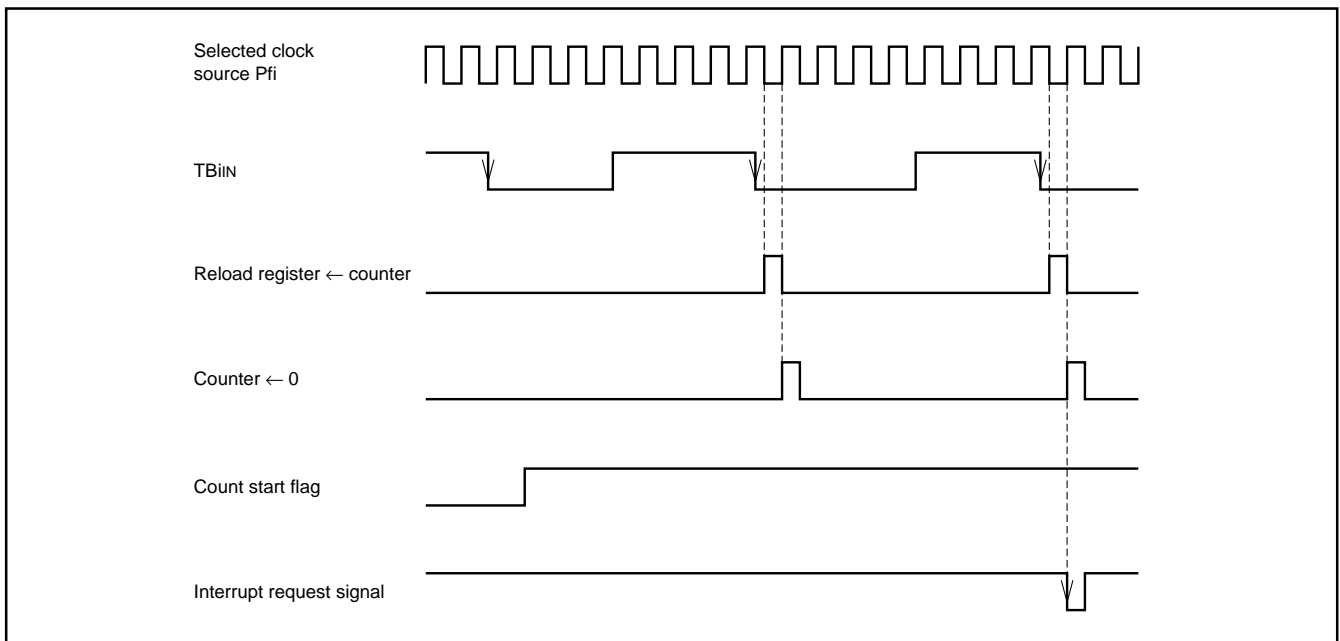 Selected clock
source Pfi
TBiIN
Reload register ← counter
Counter ← 0
Count start flag
Interrupt request signal